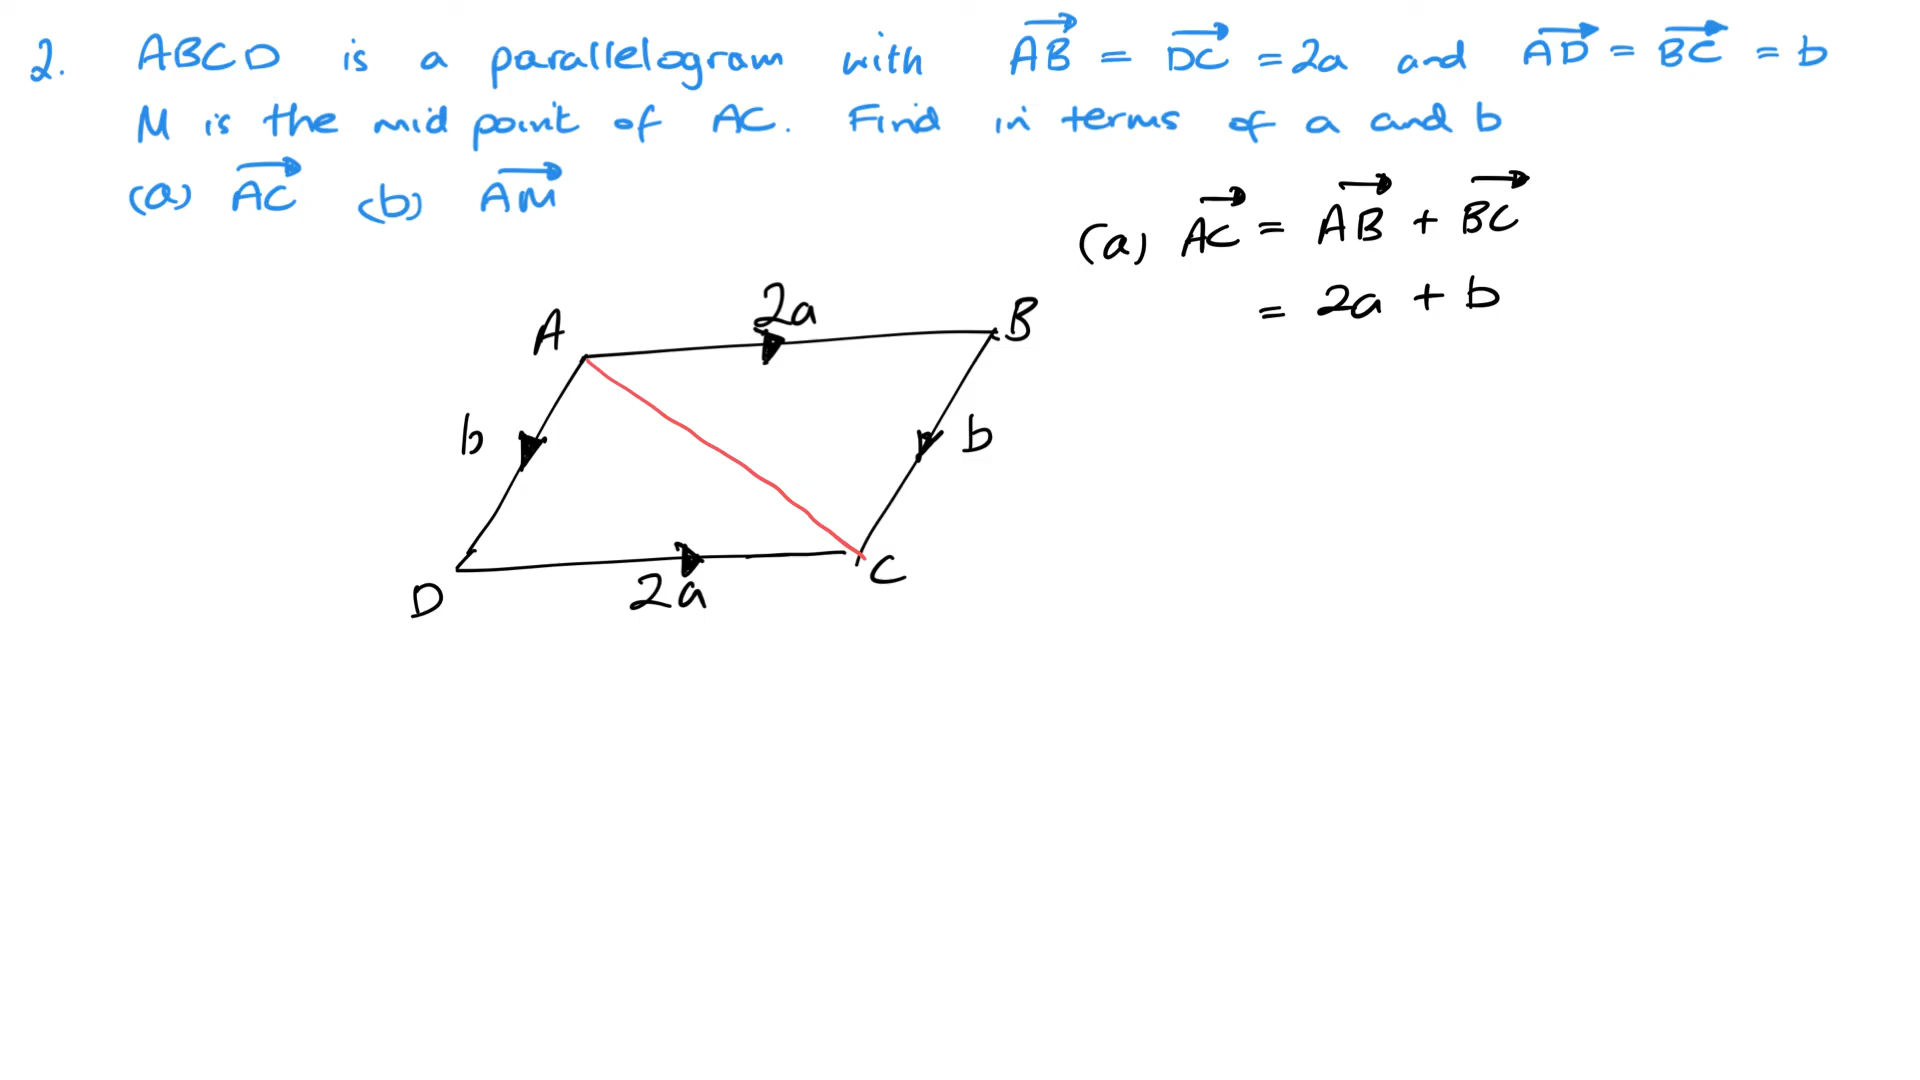 2. ABCD is a parallelogram with AB⃗ = DC⃗ = 2a and AD⃗ = BC⃗ = b
M is the mid point of AC. Find in terms of a and b
(a) AC⃗ (b) AM⃗
(a) AC⃗ = AB⃗ + BC⃗
= 2a + b
2a
A
B
b
b
D
2a
C